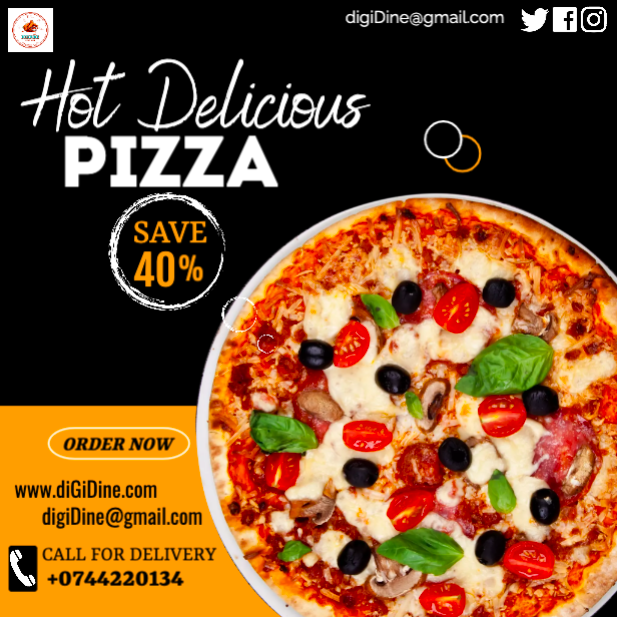 digiDine@gmail.com
Hot Delicious
PIZZA
SAVE
40%
ORDER NOW
www.diGiDine.com
digiDine@gmail.com
CALL FOR DELIVERY
+0744220134